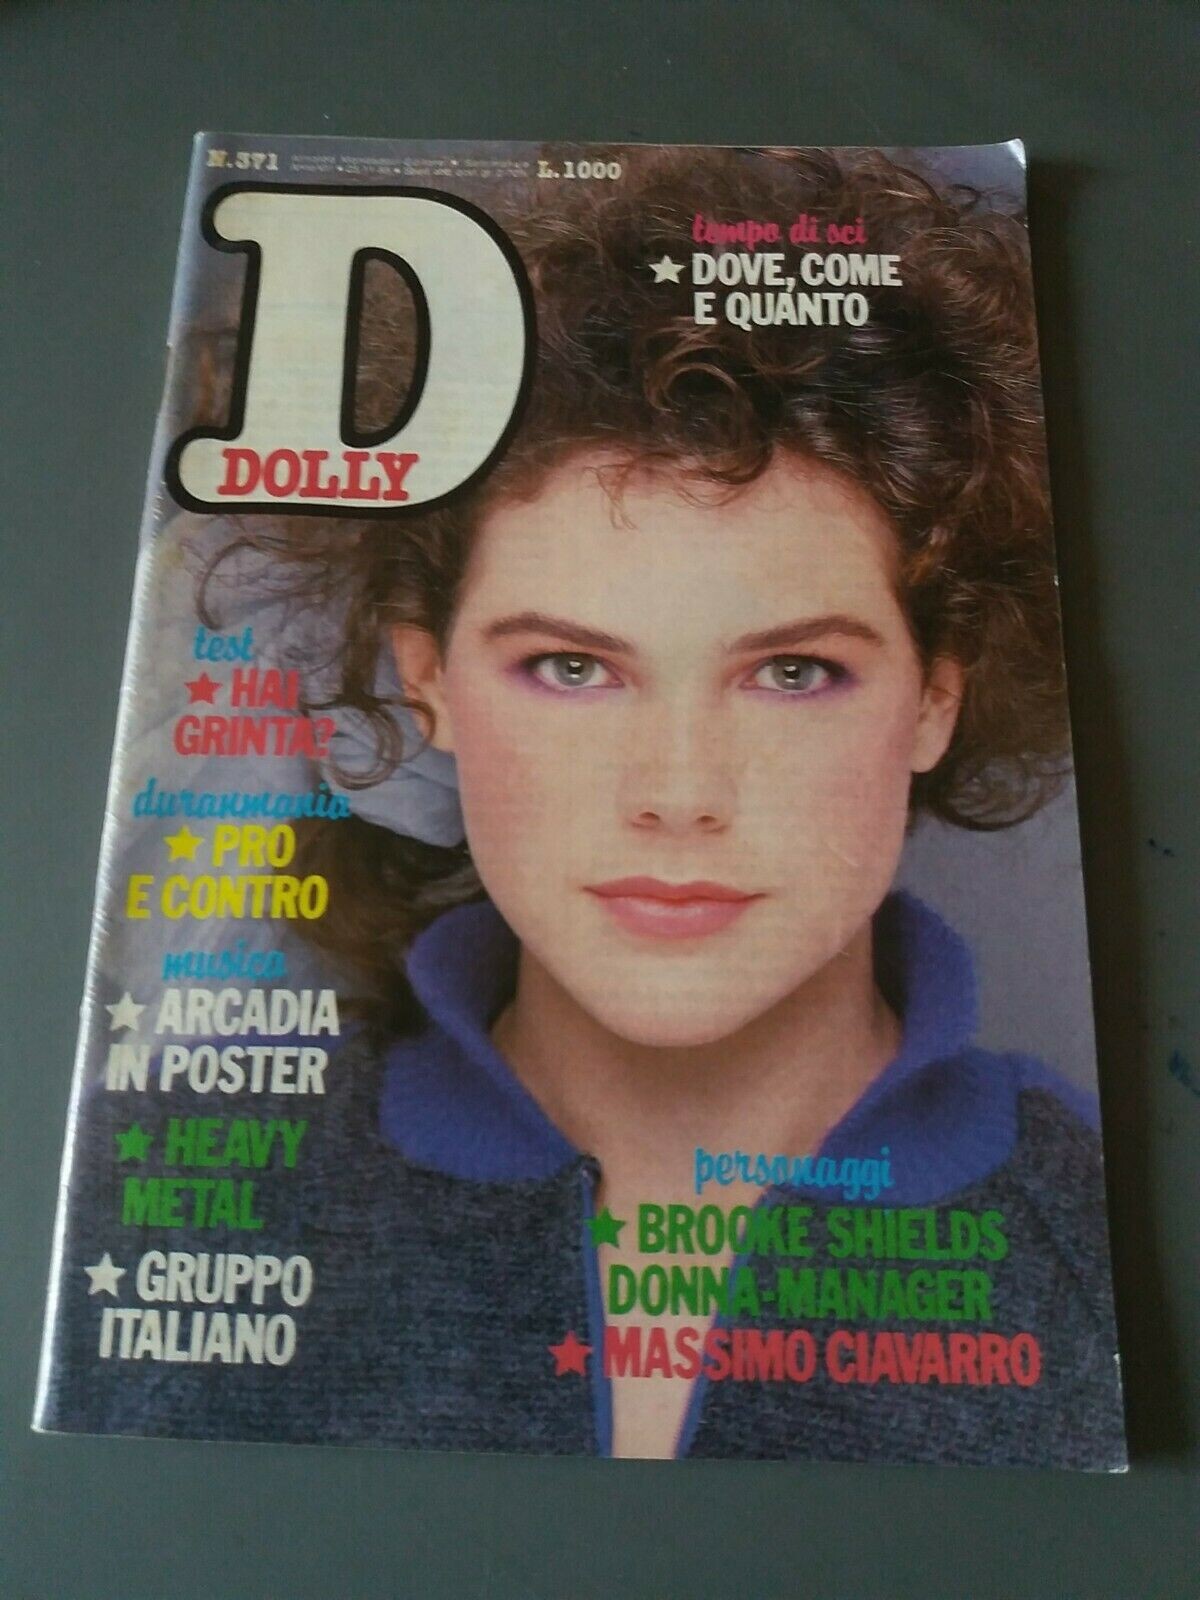 N.371
L.1000
D
DOLLY
tempo di sci
★ DOVE, COME
E QUANTO
test
★ HAI
GRINTA?
duranmania
★ PRO
E CONTRO
musica
★ ARCADIA
IN POSTER
★ HEAVY
METAL
★ GRUPPO
ITALIANO
personaggi
★ BROOKE SHIELDS
DONNA-MANAGER
★ MASSIMO CIAVARRO